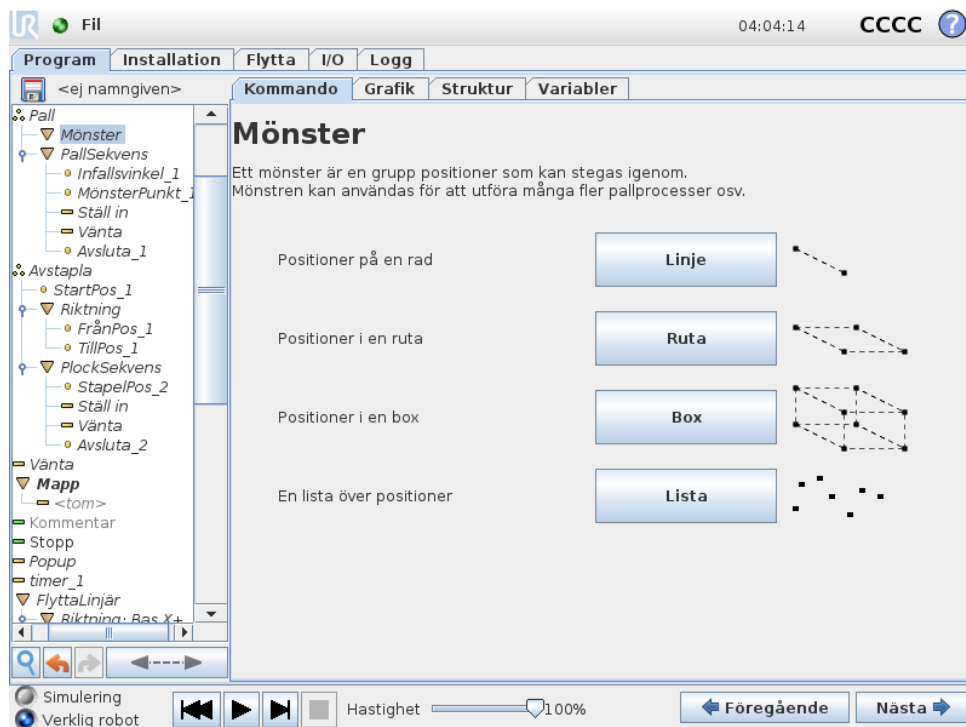 UR Fil 04:04:14 CCCC ?
Program Installation Flytta I/O Logg
<ej namngiven>
Kommando Grafik Struktur Variabler
Pall
Mönster
PallSekvens
Infallsvinkel_1
MönsterPunkt_1
Ställ in
Vänta
Avsluta_1
Avstapla
StartPos_1
Riktning
FrånPos_1
TillPos_1
PlockSekvens
StapelPos_2
Ställ in
Vänta
Avsluta_2
Vänta
Mapp
<tom>
Kommentar
Stopp
Popup
timer_1
FlyttaLinjär
Riktning: Bas X+
Mönster
Ett mönster är en grupp positioner som kan stegas igenom.
Mönstren kan användas för att utföra många fler pallprocesser osv.
Positioner på en rad Linje
Positioner i en ruta Ruta
Positioner i en box Box
En lista över positioner Lista
Simulering
Verklig robot
Hastighet 100%
Föregående Nästa